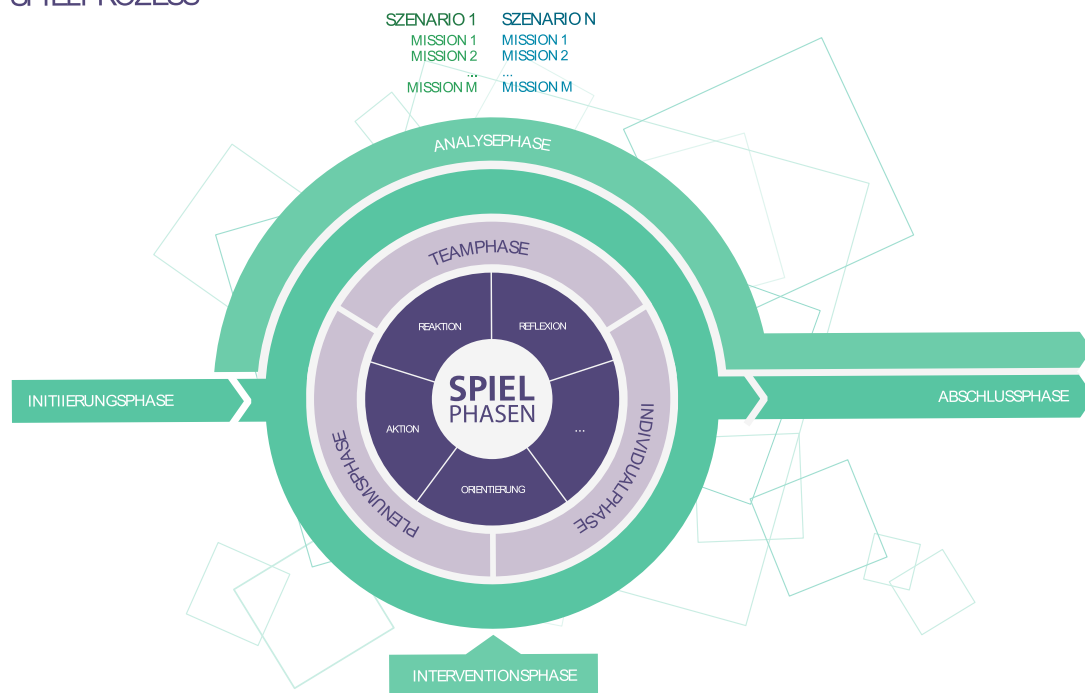 SPIELPROZESS
SZENARIO 1
MISSION 1
MISSION 2
...
MISSION M
SZENARIO N
MISSION 1
MISSION 2
...
MISSION M
ANALYSEPHASE
TEAMPHASE
REAKTION
REFLEXION
SPIEL
PHASEN
INITIIERUNGSPHASE
ABSCHLUSSPHASE
AKTION
...
ORIENTIERUNG
PLENUMSPHASE
INDIVIDUALPHASE
INTERVENTIONSPHASE